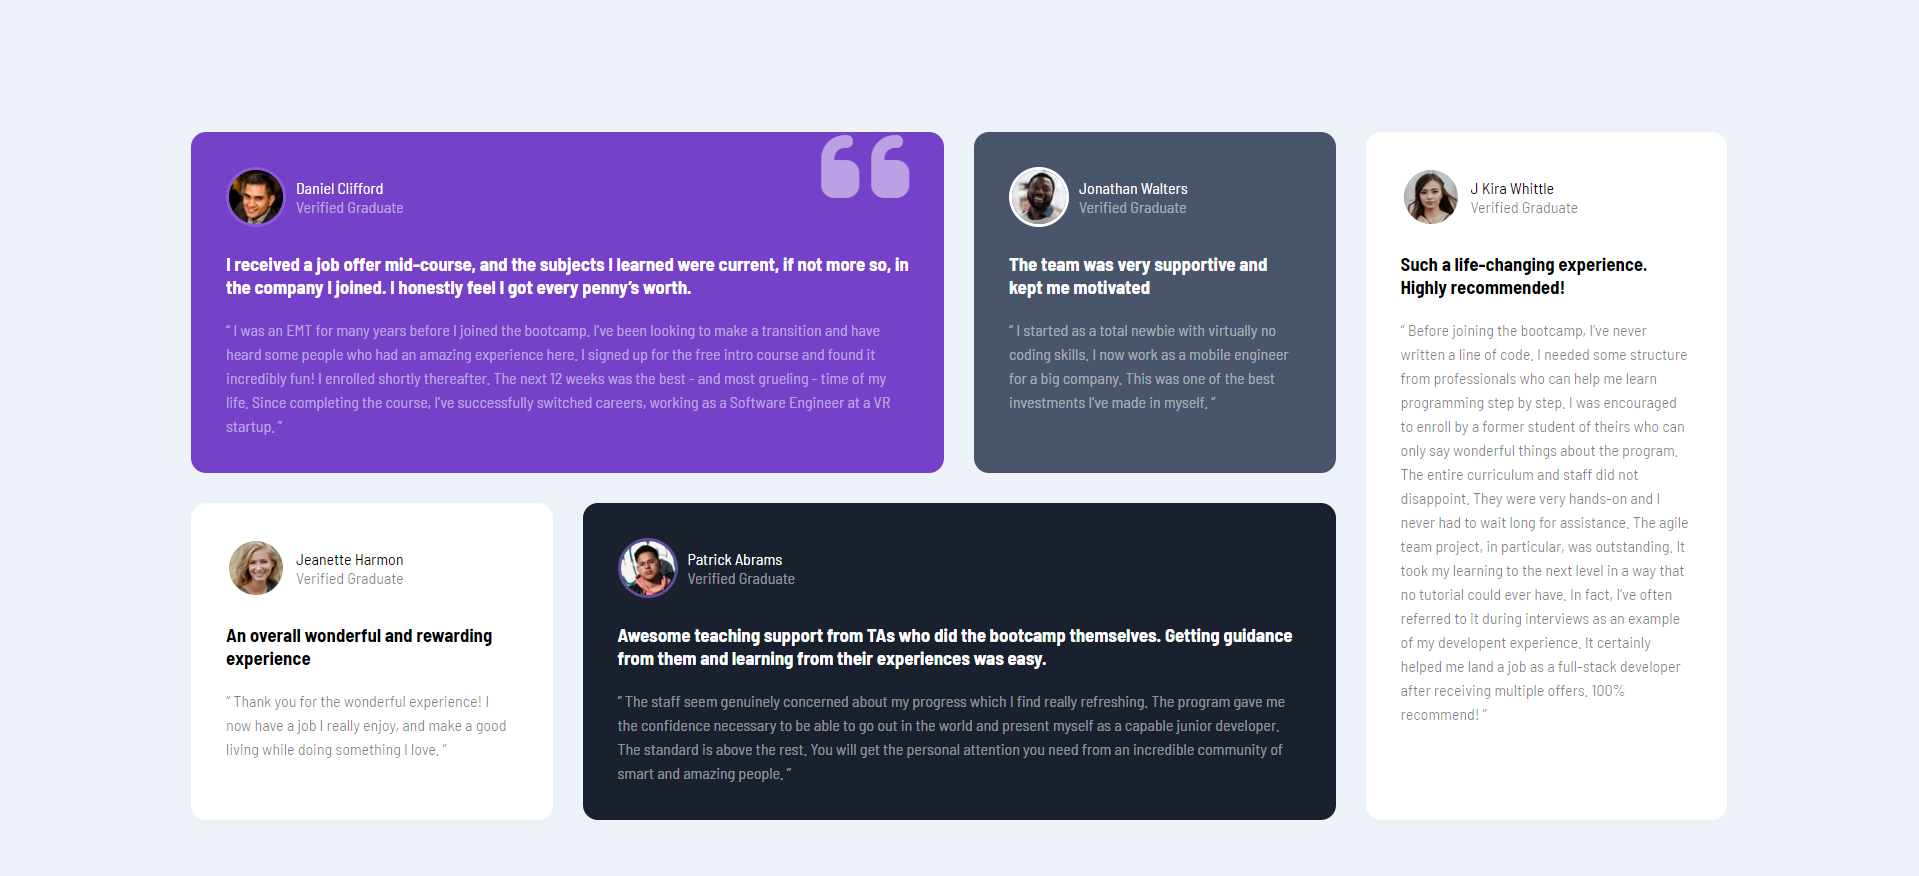 Daniel Clifford
Verified Graduate
I received a job offer mid-course, and the subjects I learned were current, if not more so, in
the company I joined. I honestly feel I got every penny’s worth.
“ I was an EMT for many years before I joined the bootcamp. I’ve been looking to make a transition and have
heard some people who had an amazing experience here. I signed up for the free intro course and found it
incredibly fun! I enrolled shortly thereafter. The next 12 weeks was the best - and most grueling - time of my
life. Since completing the course, I’ve successfully switched careers, working as a Software Engineer at a VR
startup. ”
Jonathan Walters
Verified Graduate
The team was very supportive and
kept me motivated
“ I started as a total newbie with virtually no
coding skills. I now work as a mobile engineer
for a big company. This was one of the best
investments I’ve made in myself. ”
J Kira Whittle
Verified Graduate
Such a life-changing experience.
Highly recommended!
“ Before joining the bootcamp, I’ve never
written a line of code. I needed some structure
from professionals who can help me learn
programming step by step. I was encouraged
to enroll by a former student of theirs who can
only say wonderful things about the program.
The entire curriculum and staff did not
disappoint. They were very hands-on and I
never had to wait long for assistance. The agile
team project, in particular, was outstanding. It
took my learning to the next level in a way that
no tutorial could ever have. In fact, I’ve often
referred to it during interviews as an example
of my developent experience. It certainly
helped me land a job as a full-stack developer
after receiving multiple offers. 100%
recommend! ”
Jeanette Harmon
Verified Graduate
An overall wonderful and rewarding
experience
“ Thank you for the wonderful experience! I
now have a job I really enjoy, and make a good
living while doing something I love. ”
Patrick Abrams
Verified Graduate
Awesome teaching support from TAs who did the bootcamp themselves. Getting guidance
from them and learning from their experiences was easy.
“ The staff seem genuinely concerned about my progress which I find really refreshing. The program gave me
the confidence necessary to be able to go out in the world and present myself as a capable junior developer.
The standard is above the rest. You will get the personal attention you need from an incredible community of
smart and amazing people. ”